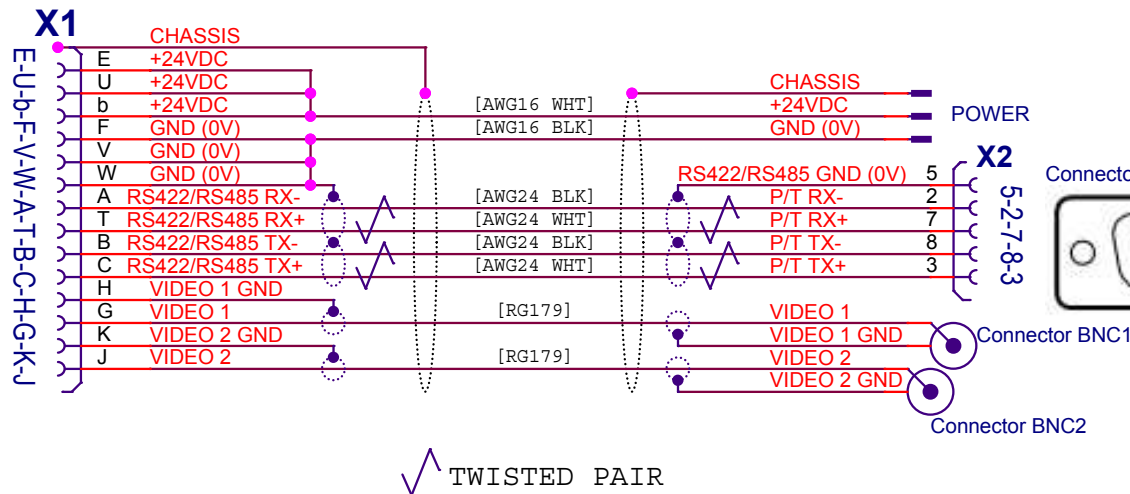 X1
E-U-b-F-V-W-A-T-B-C-H-G-K-J
CHASSIS
E +24VDC
U +24VDC
b +24VDC
F GND (0V)
V GND (0V)
W GND (0V)
A RS422/RS485 RX-
T RS422/RS485 RX+
B RS422/RS485 TX-
C RS422/RS485 TX+
H VIDEO 1 GND
G VIDEO 1
K VIDEO 2 GND
J VIDEO 2
[AWG16 WHT]
[AWG16 BLK]
[AWG24 BLK]
[AWG24 WHT]
[AWG24 BLK]
[AWG24 WHT]
[RG179]
[RG179]
CHASSIS
+24VDC
GND (0V)
POWER
RS422/RS485 GND (0V) 5
P/T RX- 2
P/T RX+ 7
P/T TX- 8
P/T TX+ 3
X2
5-2-7-8-3
Connecto
VIDEO 1
VIDEO 1 GND
VIDEO 2
VIDEO 2 GND
Connector BNC1
Connector BNC2
TWISTED PAIR